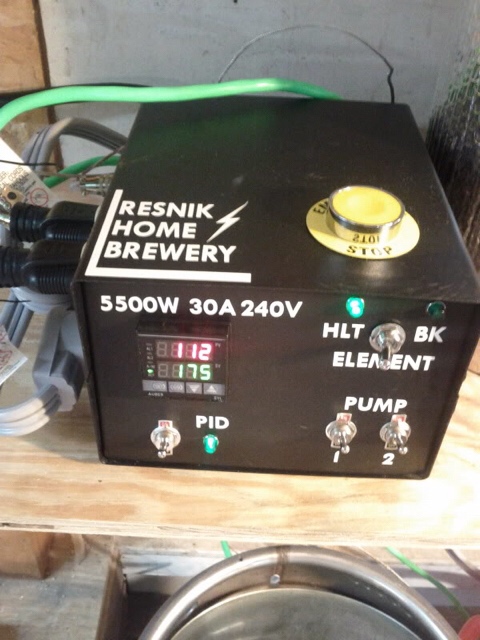 RESNIK
HOME
BREWERY
STOP
5500W 30A 240V
HLT BK
ELEMENT
112
175
PID
PUMP
1 2